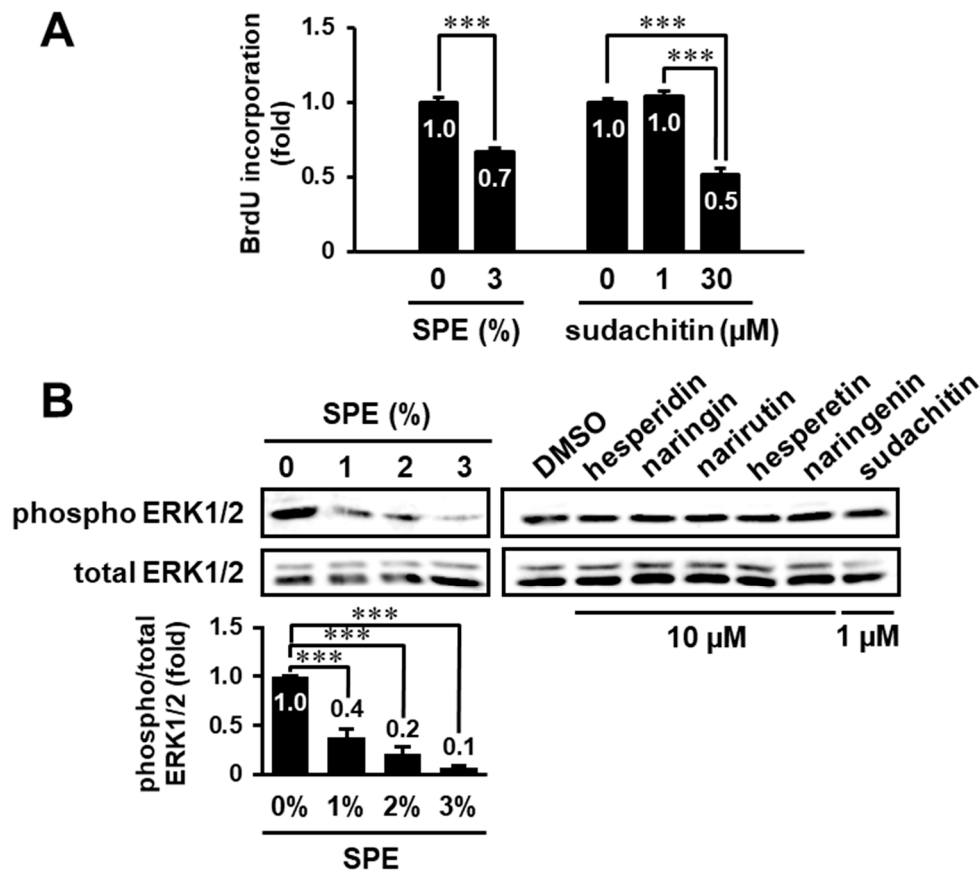 A
BrdU incorporation
(fold)
1.5
1.0
0.5
0
***
***
***
1.0
0.7
1.0
1.0
0.5
0 3
0 1 30
SPE (%)
sudachitin (µM)
B
SPE (%)
0 1 2 3
DMSO
hesperidin
naringin
narirutin
hesperetin
naringenin
sudachitin
phospho ERK1/2
total ERK1/2
10 µM
1 µM
phospho/total
ERK1/2 (fold)
1.5
1.0
0.5
0
***
***
***
1.0
0.4
0.2
0.1
0% 1% 2% 3%
SPE